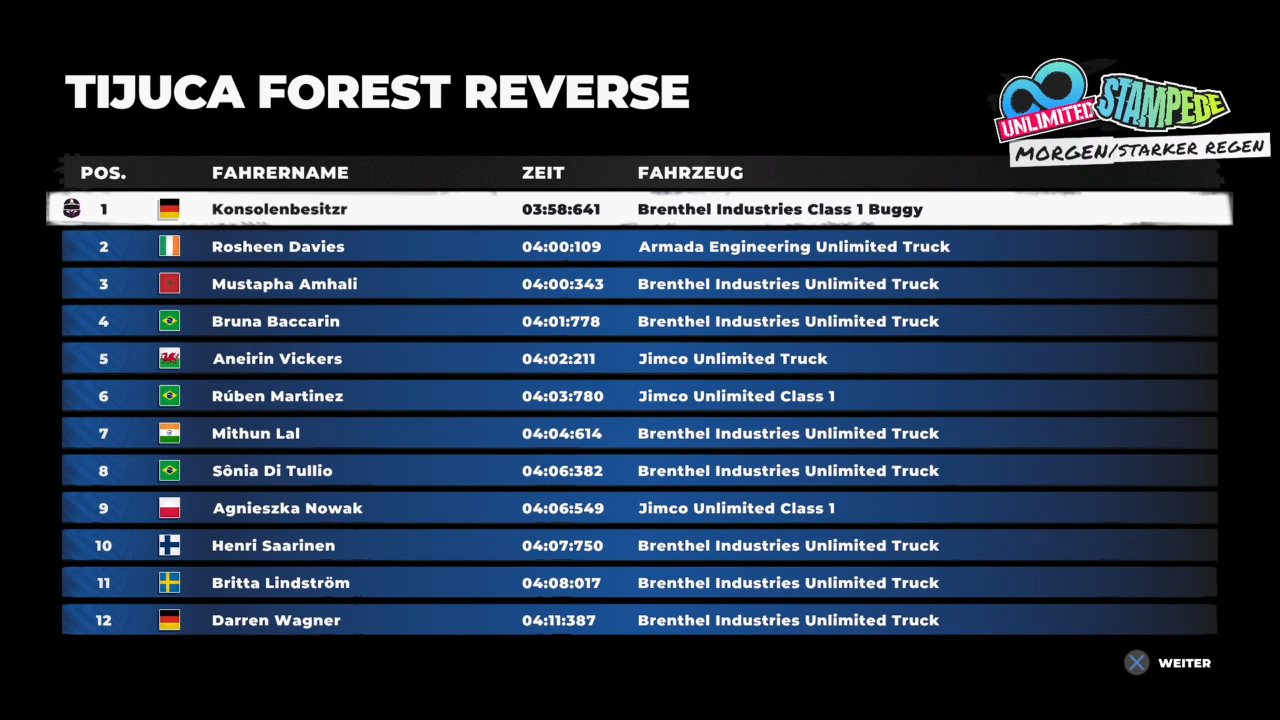 TIJUCA FOREST REVERSE
UNLIMITED STAMPEDE
MORGEN/STARKER REGEN
POS. FAHRERNAME ZEIT FAHRZEUG
1 Konsolenbesitzr 03:58:641 Brenthel Industries Class 1 Buggy
2 Rosheen Davies 04:00:109 Armada Engineering Unlimited Truck
3 Mustapha Amhali 04:00:343 Brenthel Industries Unlimited Truck
4 Bruna Baccarin 04:01:778 Brenthel Industries Unlimited Truck
5 Aneirin Vickers 04:02:211 Jimco Unlimited Truck
6 Rúben Martinez 04:03:780 Jimco Unlimited Class 1
7 Mithun Lal 04:04:614 Brenthel Industries Unlimited Truck
8 Sônia Di Tullio 04:06:382 Brenthel Industries Unlimited Truck
9 Agnieszka Nowak 04:06:549 Jimco Unlimited Class 1
10 Henri Saarinen 04:07:750 Brenthel Industries Unlimited Truck
11 Britta Lindström 04:08:017 Brenthel Industries Unlimited Truck
12 Darren Wagner 04:11:387 Brenthel Industries Unlimited Truck
WEITER